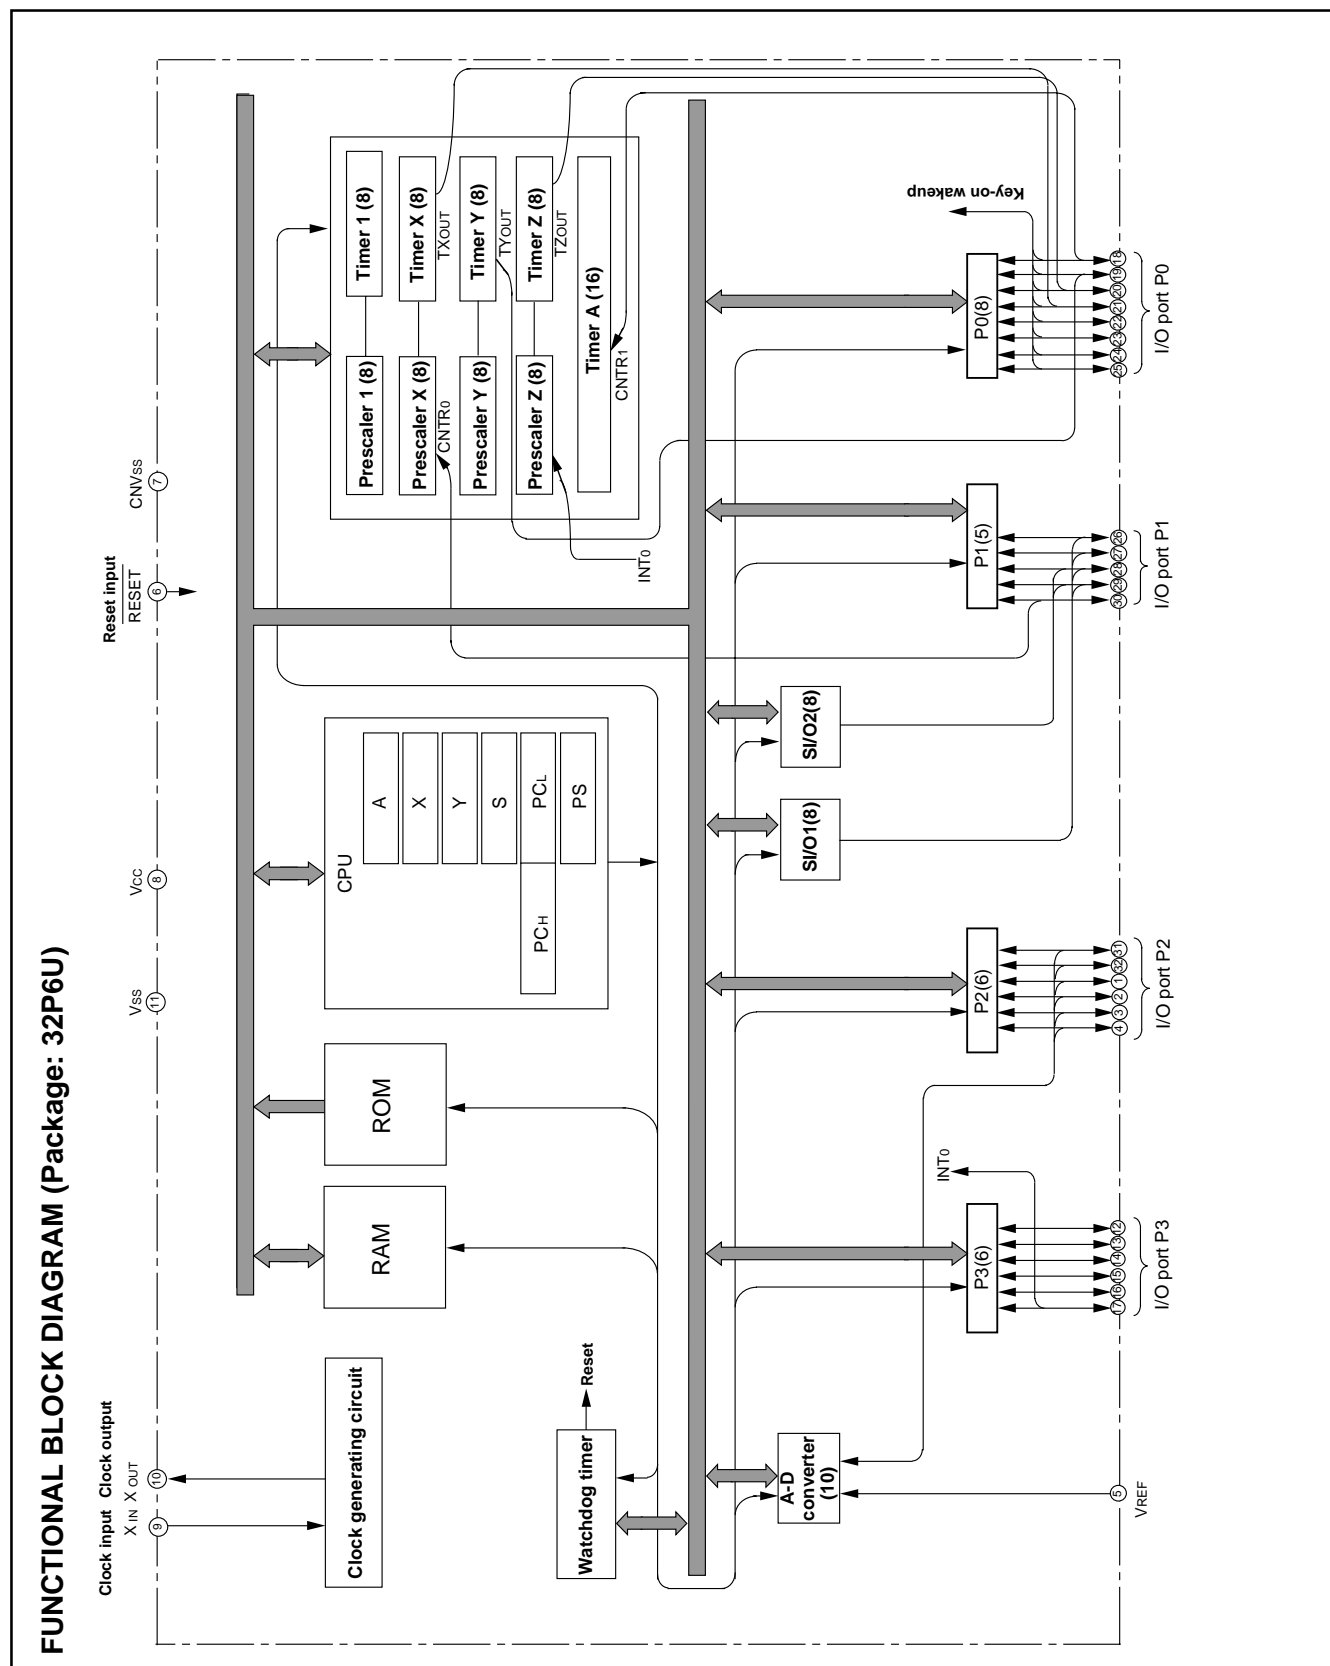 FUNCTIONAL BLOCK DIAGRAM (Package: 32P6U)
Clock input Clock output
XIN XOUT
9
10
VSS
11
VCC
8
Reset input
RESET
6
CNVSS
7
Clock generating circuit
RAM
ROM
CPU
A
X
Y
S
PCH
PCL
PS
Prescaler 1 (8)
Timer 1 (8)
Prescaler X (8)
Timer X (8)
CNTR0
TXOUT
Prescaler Y (8)
Timer Y (8)
TYOUT
Prescaler Z (8)
Timer Z (8)
TZOUT
Timer A (16)
CNTR1
INT0
Watchdog timer
Reset
A-D
converter
(10)
SI/O1(8)
SI/O2(8)
INT0
Key-on wakeup
P3(6)
P2(6)
P1(5)
P0(8)
5
VREF
17
16
15
14
13
12
I/O port P3
4
3
2
1
32
31
I/O port P2
30
29
28
27
26
I/O port P1
25
24
23
22
21
20
19
18
I/O port P0